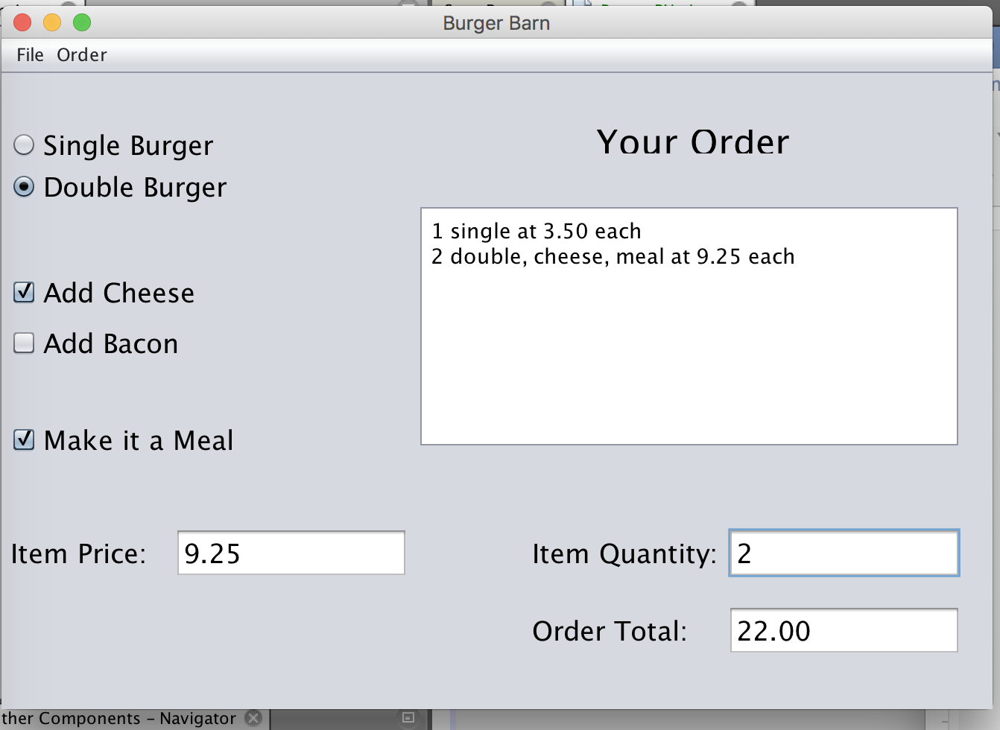 Burger Barn
File Order
Single Burger
Double Burger
Add Cheese
Add Bacon
Make it a Meal
Your Order
1 single at 3.50 each
2 double, cheese, meal at 9.25 each
Item Price: 9.25
Item Quantity: 2
Order Total: 22.00
ther Components – Navigator